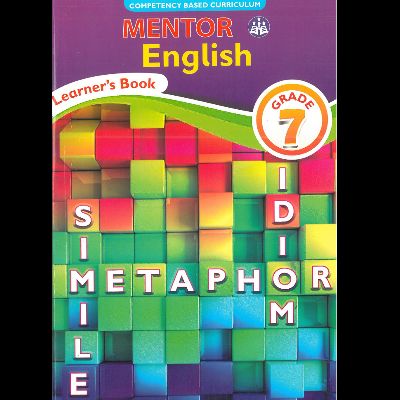 COMPETENCY BASED CURRICULUM
MENTOR
English
Learner's Book
GRADE
7
SIMILE
METAPHOR
IDIOM